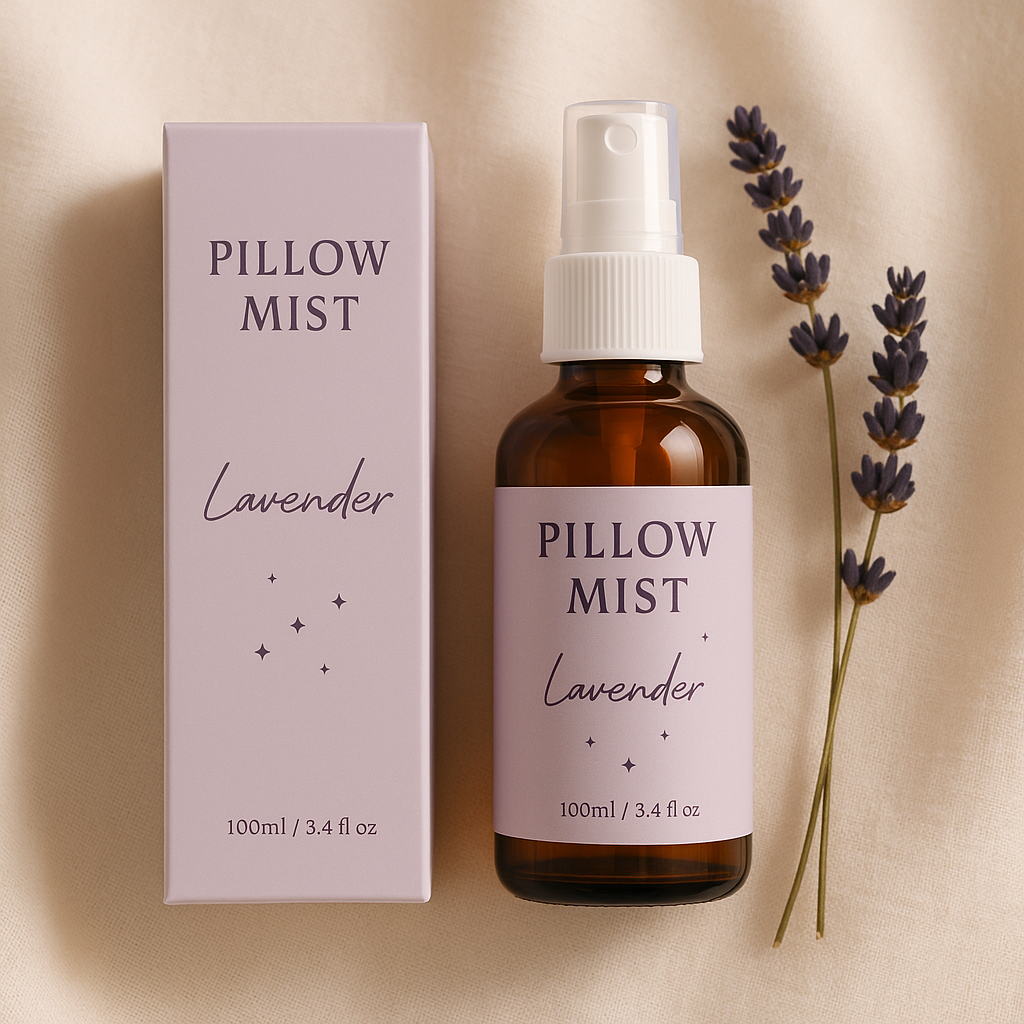 PILLOW
MIST
Lavender
100ml / 3.4 fl oz
PILLOW
MIST
Lavender
100ml / 3.4 fl oz